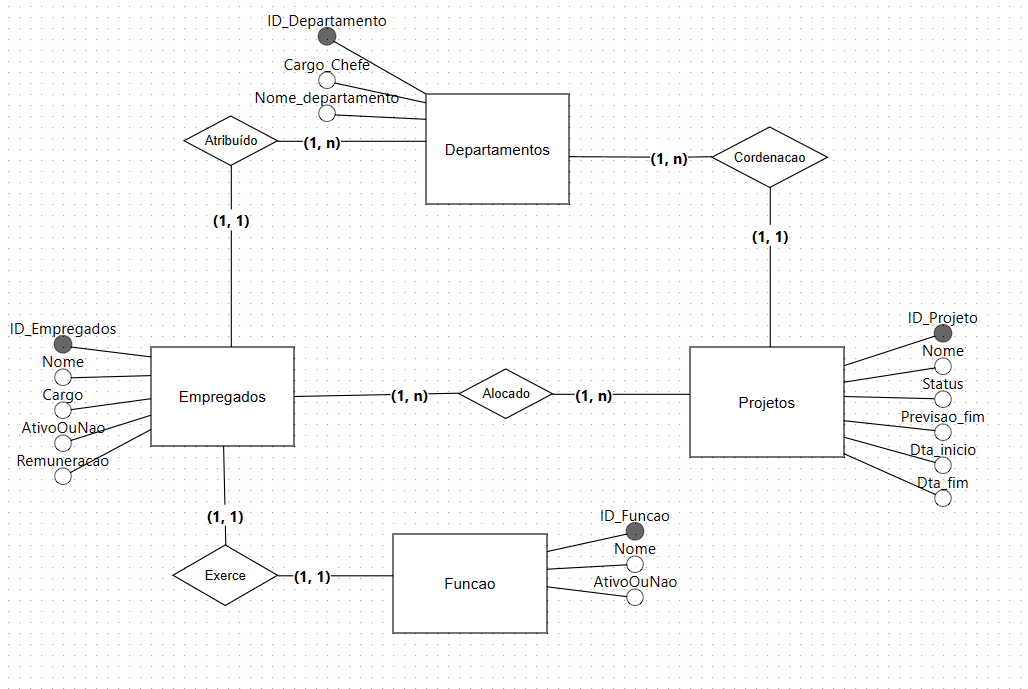 ID_Departamento
Cargo_Chefe
Nome_departamento
Atribuído
(1, n)
Departamentos
(1, n)
Cordenacao
(1, 1)
(1, 1)
ID_Empregados
Nome
Cargo
AtivoOuNao
Remuneracao
Empregados
(1, n)
Alocado
(1, n)
Projetos
ID_Projeto
Nome
Status
Previsao_fim
Dta_inicio
Dta_fim
(1, 1)
Exerce
(1, 1)
Funcao
ID_Funcao
Nome
AtivoOuNao